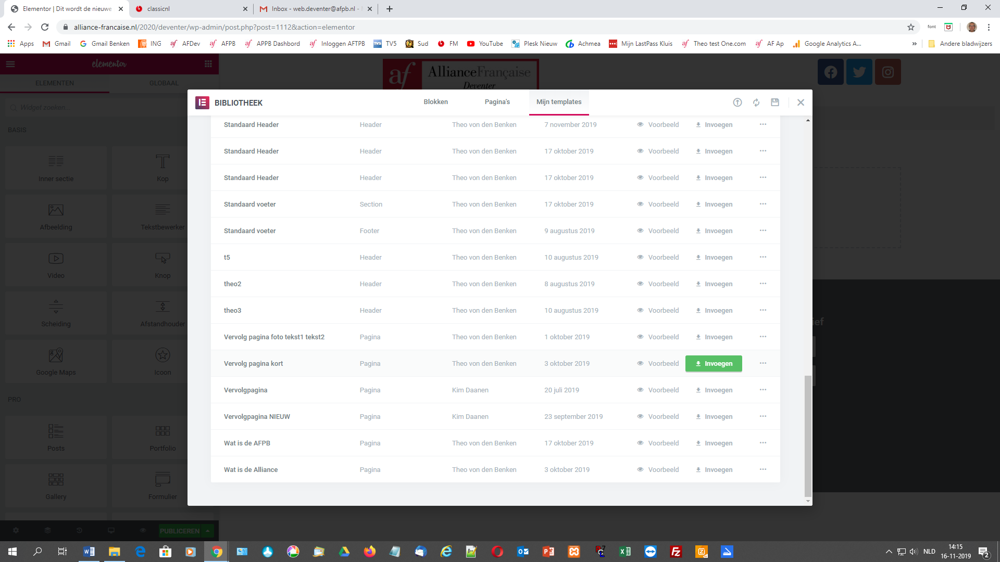 Elementor | Dit wordt de nieuwe
classicnl
Inbox - web.deventer@afpb.nl -
alliance-francaise.nl/2020/deventer/wp-admin/post.php?post=1112&action=elementor
font
Apps
Gmail
Gmail Benken
ING
AFDev
AFPB
APPB Dashbord
Inloggen AFTPB
TV5
Sud
FM
YouTube
Plesk Nieuw
Achmea
Mijn LastPass Kluis
Theo test One.com
AF Ap
Google Analytics A...
»
Andere bladwijzers
elementor
ELEMENTEN
GLOBAAL
Widget zoeken...
BASIS
Inner sectie
Kop
Afbeelding
Tekstbewerker
Video
Knop
Scheiding
Afstandhouder
Google Maps
Icoon
PRO
Posts
Portfolio
Gallery
Formulier
PUBLICEREN
af AllianceFrançaise
Deventer
BIBLIOTHEEK
Blokken
Pagina's
Mijn templates
Standaard Header Header Theo von den Benken 7 november 2019 Voorbeeld Invoegen
Standaard Header Header Theo von den Benken 17 oktober 2019 Voorbeeld Invoegen
Standaard Header Header Theo von den Benken 17 oktober 2019 Voorbeeld Invoegen
Standaard voeter Section Theo von den Benken 17 oktober 2019 Voorbeeld Invoegen
Standaard voeter Footer Theo von den Benken 9 augustus 2019 Voorbeeld Invoegen
t5 Header Theo von den Benken 10 augustus 2019 Voorbeeld Invoegen
theo2 Header Theo von den Benken 8 augustus 2019 Voorbeeld Invoegen
theo3 Header Theo von den Benken 10 augustus 2019 Voorbeeld Invoegen
Vervolg pagina foto tekst1 tekst2 Pagina Theo von den Benken 1 oktober 2019 Voorbeeld Invoegen
Vervolg pagina kort Pagina Theo von den Benken 3 oktober 2019 Voorbeeld Invoegen
Vervolgpagina Pagina Kim Daanen 20 juli 2019 Voorbeeld Invoegen
Vervolgpagina NIEUW Pagina Kim Daanen 23 september 2019 Voorbeeld Invoegen
Wat is de AFPB Pagina Theo von den Benken 17 oktober 2019 Voorbeeld Invoegen
Wat is de Alliance Pagina Theo von den Benken 3 oktober 2019 Voorbeeld Invoegen
ief
NLD
14:15
16-11-2019
2